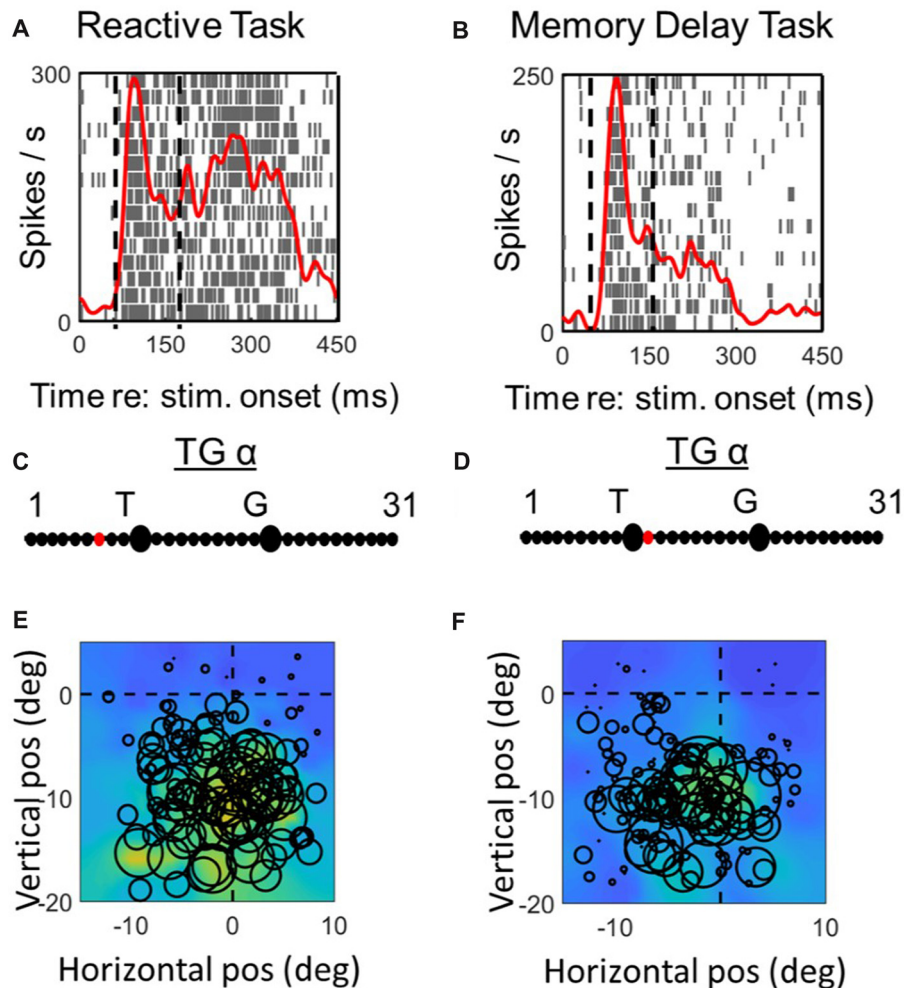 A Reactive Task
B Memory Delay Task
300
Spikes / s
0
0 150 300 450
Time re: stim. onset (ms)
250
Spikes / s
0
0 150 300 450
Time re: stim. onset (ms)
C TG α
1 T G 31
D TG α
1 T G 31
E
Vertical pos (deg)
0
-10
-20
-10 0 10
Horizontal pos (deg)
F
Vertical pos (deg)
0
-10
-20
-10 10
Horizontal pos (deg)